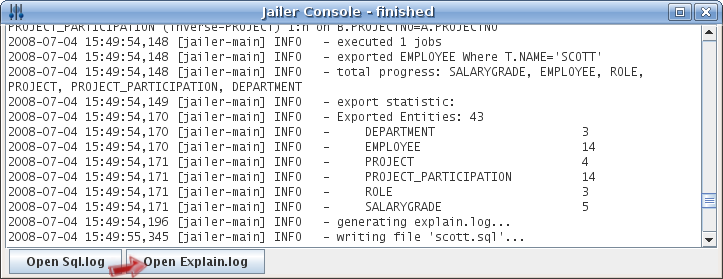 Jailer Console - finished
PROJECT_PARTICIPATION (inverse-PROJECT) 1:n on B.PROJECTNO=A.PROJECTNO
2008-07-04 15:49:54,148 [jailer-main] INFO - executed 1 jobs
2008-07-04 15:49:54,148 [jailer-main] INFO - exported EMPLOYEE Where T.NAME='SCOTT'
2008-07-04 15:49:54,148 [jailer-main] INFO - total progress: SALARYGRADE, EMPLOYEE, ROLE,
PROJECT, PROJECT_PARTICIPATION, DEPARTMENT
2008-07-04 15:49:54,149 [jailer-main] INFO - export statistic:
2008-07-04 15:49:54,170 [jailer-main] INFO - Exported Entities: 43
2008-07-04 15:49:54,170 [jailer-main] INFO - DEPARTMENT 3
2008-07-04 15:49:54,170 [jailer-main] INFO - EMPLOYEE 14
2008-07-04 15:49:54,171 [jailer-main] INFO - PROJECT 4
2008-07-04 15:49:54,171 [jailer-main] INFO - PROJECT_PARTICIPATION 14
2008-07-04 15:49:54,171 [jailer-main] INFO - ROLE 3
2008-07-04 15:49:54,171 [jailer-main] INFO - SALARYGRADE 5
2008-07-04 15:49:54,196 [jailer-main] INFO - generating explain.log...
2008-07-04 15:49:55,345 [jailer-main] INFO - writing file 'scott.sql'...
Open Sql.log Open Explain.log